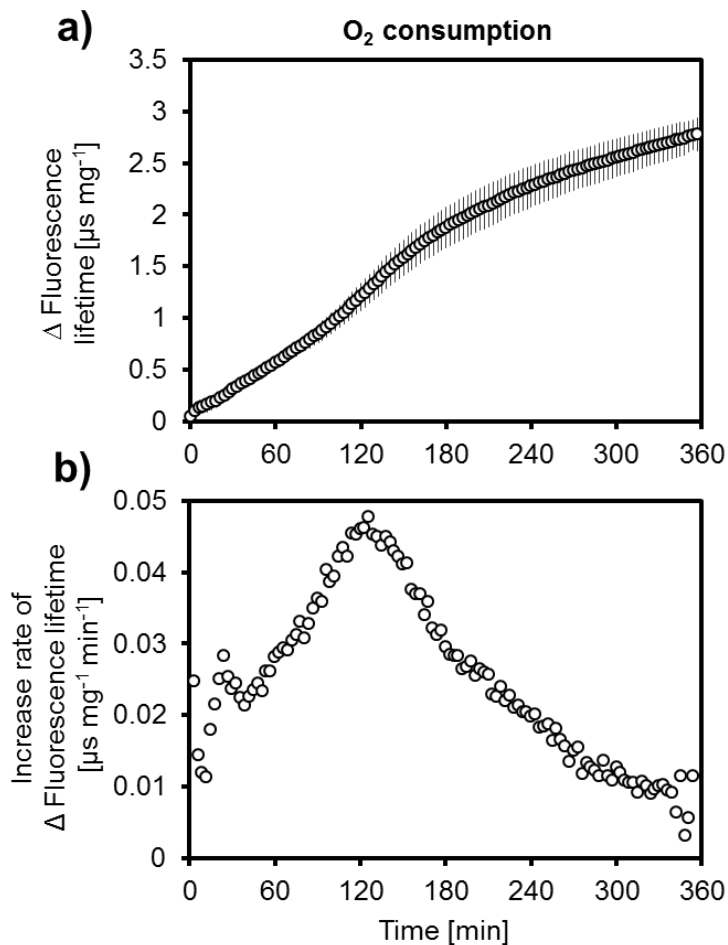 a)
O₂ consumption
Δ Fluorescence
lifetime [µs mg⁻¹]
3.5
3
2.5
2
1.5
1
0.5
0
0 60 120 180 240 300 360
b)
Increase rate of
Δ Fluorescence lifetime
[µs mg⁻¹ min⁻¹]
0.05
0.04
0.03
0.02
0.01
0
0 60 120 180 240 300 360
Time [min]